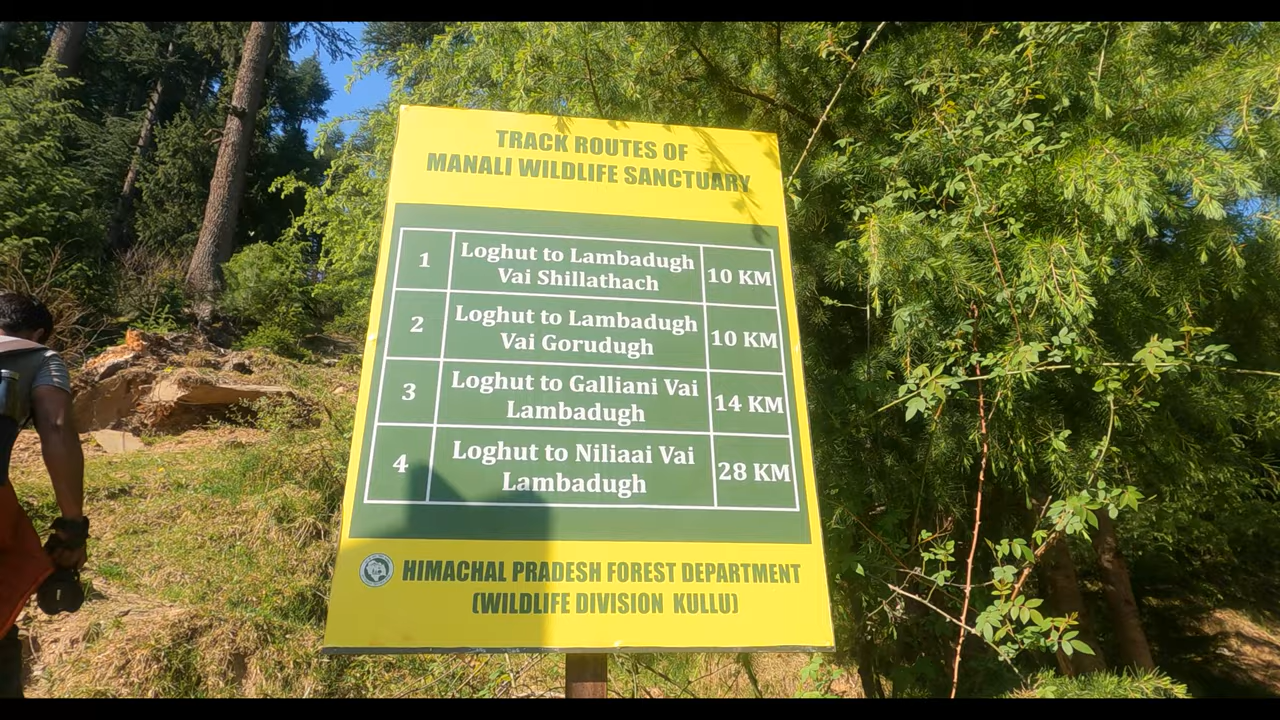 TRACK ROUTES OF
MANALI WILDLIFE SANCTUARY
1
Loghut to Lambadugh
Vai Shillathach
10 KM
2
Loghut to Lambadugh
Vai Gorudugh
10 KM
3
Loghut to Galliani Vai
Lambadugh
14 KM
4
Loghut to Niliaai Vai
Lambadugh
28 KM
HIMACHAL PRADESH FOREST DEPARTMENT
(WILDLIFE DIVISION KULLU)